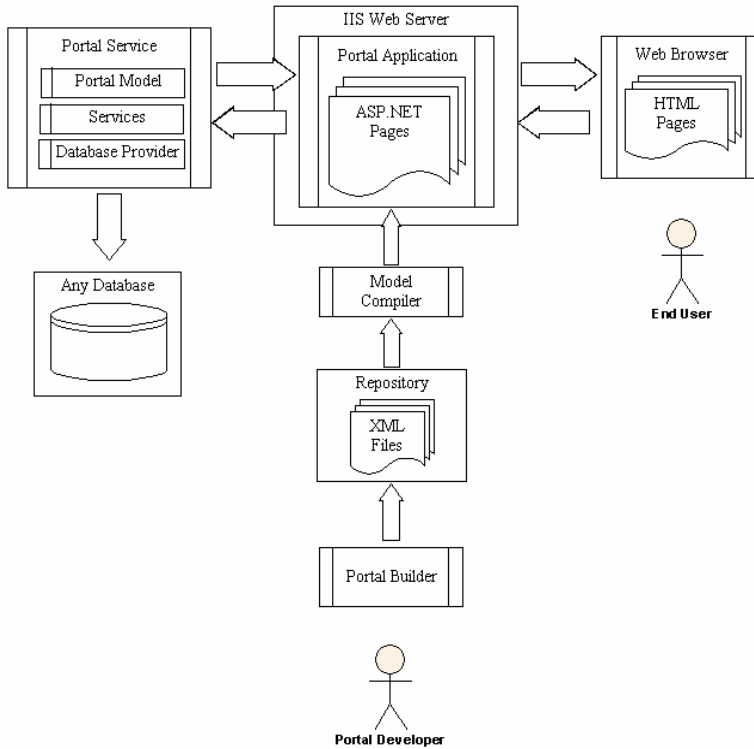 IIS Web Server
Portal Service
Portal Model
Services
Database Provider
Portal Application
ASP.NET
Pages
Web Browser
HTML
Pages
Any Database
Model
Compiler
End User
Repository
XML
Files
Portal Builder
Portal Developer